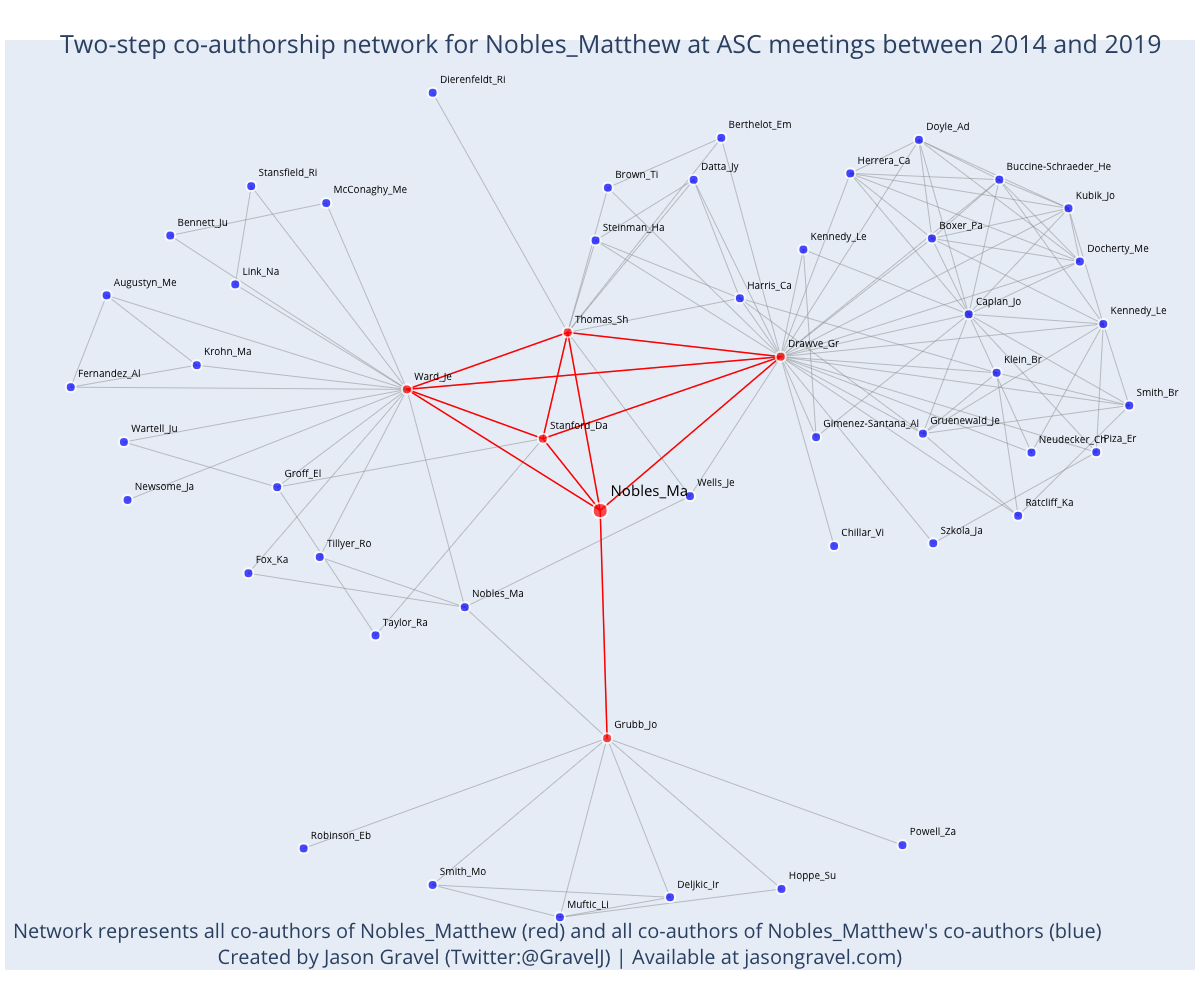 Two-step co-authorship network for Nobles_Matthew at ASC meetings between 2014 and 2019
Dierenfeldt_Ri
Berthelot_Em
Doyle_Ad
Herrera_Ca
Buccine-Schraeder_He
Datta_Jy
Brown_Ti
Stansfield_Ri
McConaghy_Me
Kubik_Jo
Bennett_Ju
Steinman_Ha
Boxer_Pa
Kennedy_Le
Docherty_Me
Link_Na
Augustyn_Me
Harris_Ca
Caplan_Jo
Kennedy_Le
Thomas_Sh
Drawve_Gr
Krohn_Ma
Klein_Br
Fernandez_Al
Ward_Je
Smith_Br
Wartell_Ju
Stanford_Da
Gimenez-Santana_Al
Gruenewald_Je
Neudecker_Ch
Piza_Er
Groff_El
Newsome_Ja
Nobles_Ma
Wells_Je
Ratcliff_Ka
Chillar_Vi
Szkola_Ja
Tillyer_Ro
Fox_Ka
Nobles_Ma
Taylor_Ra
Grubb_Jo
Robinson_Eb
Powell_Za
Smith_Mo
Hoppe_Su
Deljkic_Ir
Muftic_Li
Network represents all co-authors of Nobles_Matthew (red) and all co-authors of Nobles_Matthew's co-authors (blue)
Created by Jason Gravel (Twitter:@GravelJ) | Available at jasongravel.com)